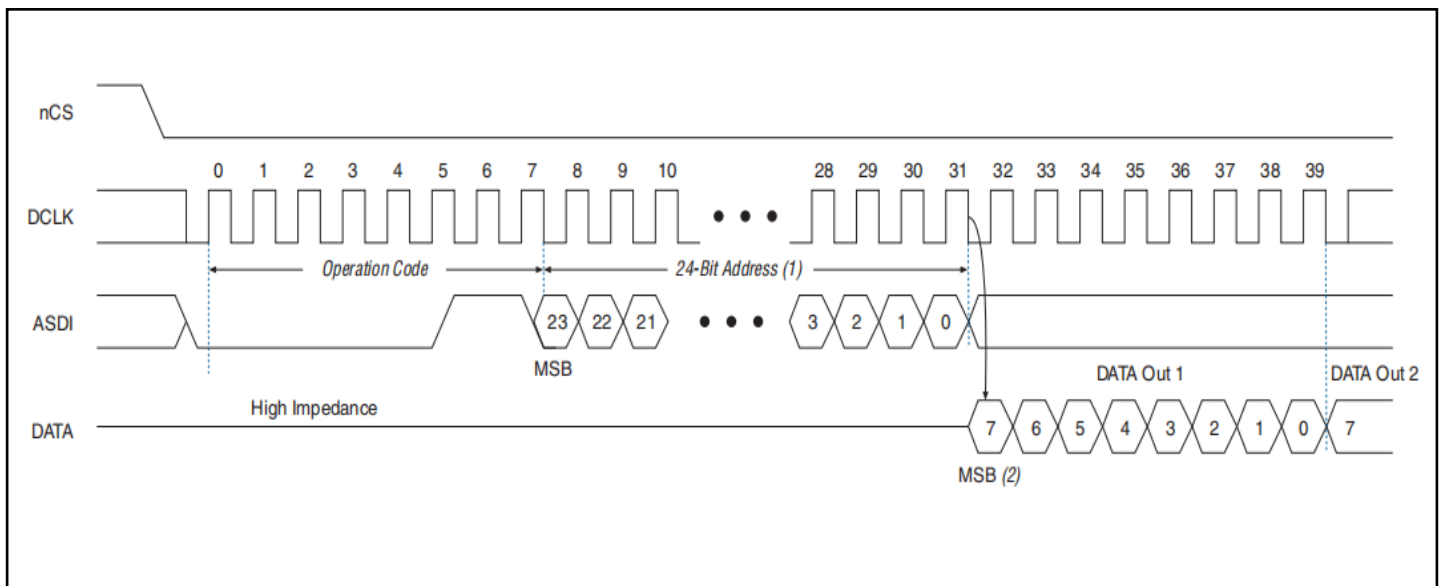 nCS
0 1 2 3 4 5 6 7 8 9 10 28 29 30 31 32 33 34 35 36 37 38 39
DCLK
Operation Code 24-Bit Address (1)
ASDI 23 22 21 3 2 1 0
MSB DATA Out 1 DATA Out 2
High Impedance
DATA 7 6 5 4 3 2 1 0 7
MSB (2)